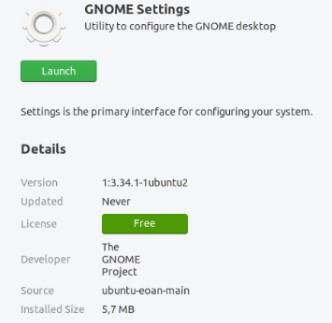 GNOME Settings
Utility to configure the GNOME desktop
Launch
Settings is the primary interface for configuring your system.
Details
Version 1:3.34.1-1ubuntu2
Updated Never
License Free
Developer The
GNOME
Project
Source ubuntu-eoan-main
Installed Size 5,7 MB